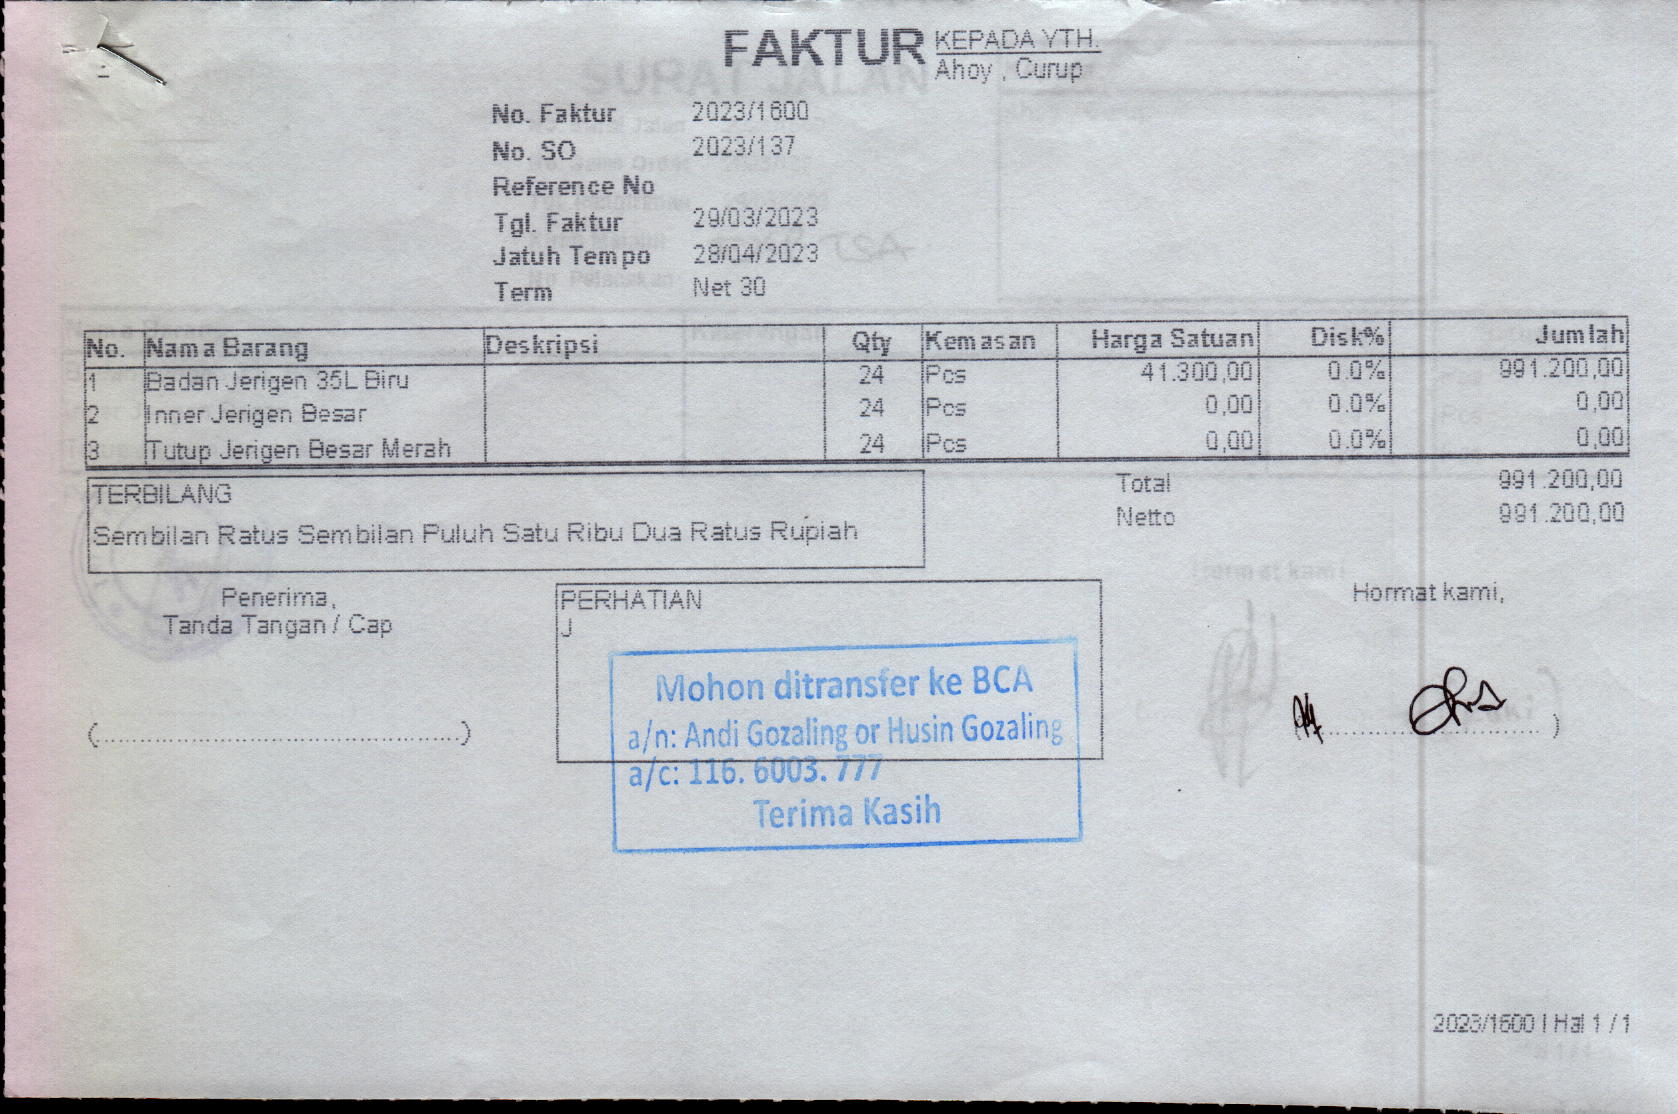 FAKTUR
KEPADA YTH.
Ahoy , Curup
No. Faktur 2023/1600
No. SO 2023/137
Reference No
Tgl. Faktur 29/03/2023
Jatuh Tempo 28/04/2023
Term Net 30
No. Nama Barang Deskripsi Qty Kemasan Harga Satuan Disk% Jumlah
1 Badan Jerigen 35L Biru 24 Pcs 41.300,00 0.0% 991.200,00
2 Inner Jerigen Besar 24 Pcs 0,00 0.0% 0,00
3 Tutup Jerigen Besar Merah 24 Pcs 0,00 0.0% 0,00
TERBILANG
Sembilan Ratus Sembilan Puluh Satu Ribu Dua Ratus Rupiah
Total 991.200,00
Netto 991.200,00
Penerima,
Tanda Tangan / Cap
(........................................................)
PERHATIAN
J
Mohon ditransfer ke BCA
a/n: Andi Gozaling or Husin Gozaling
a/c: 116. 6003. 777
Terima Kasih
Hormat kami,
2023/1600 | Hal 1 / 1
SURAT JALAN